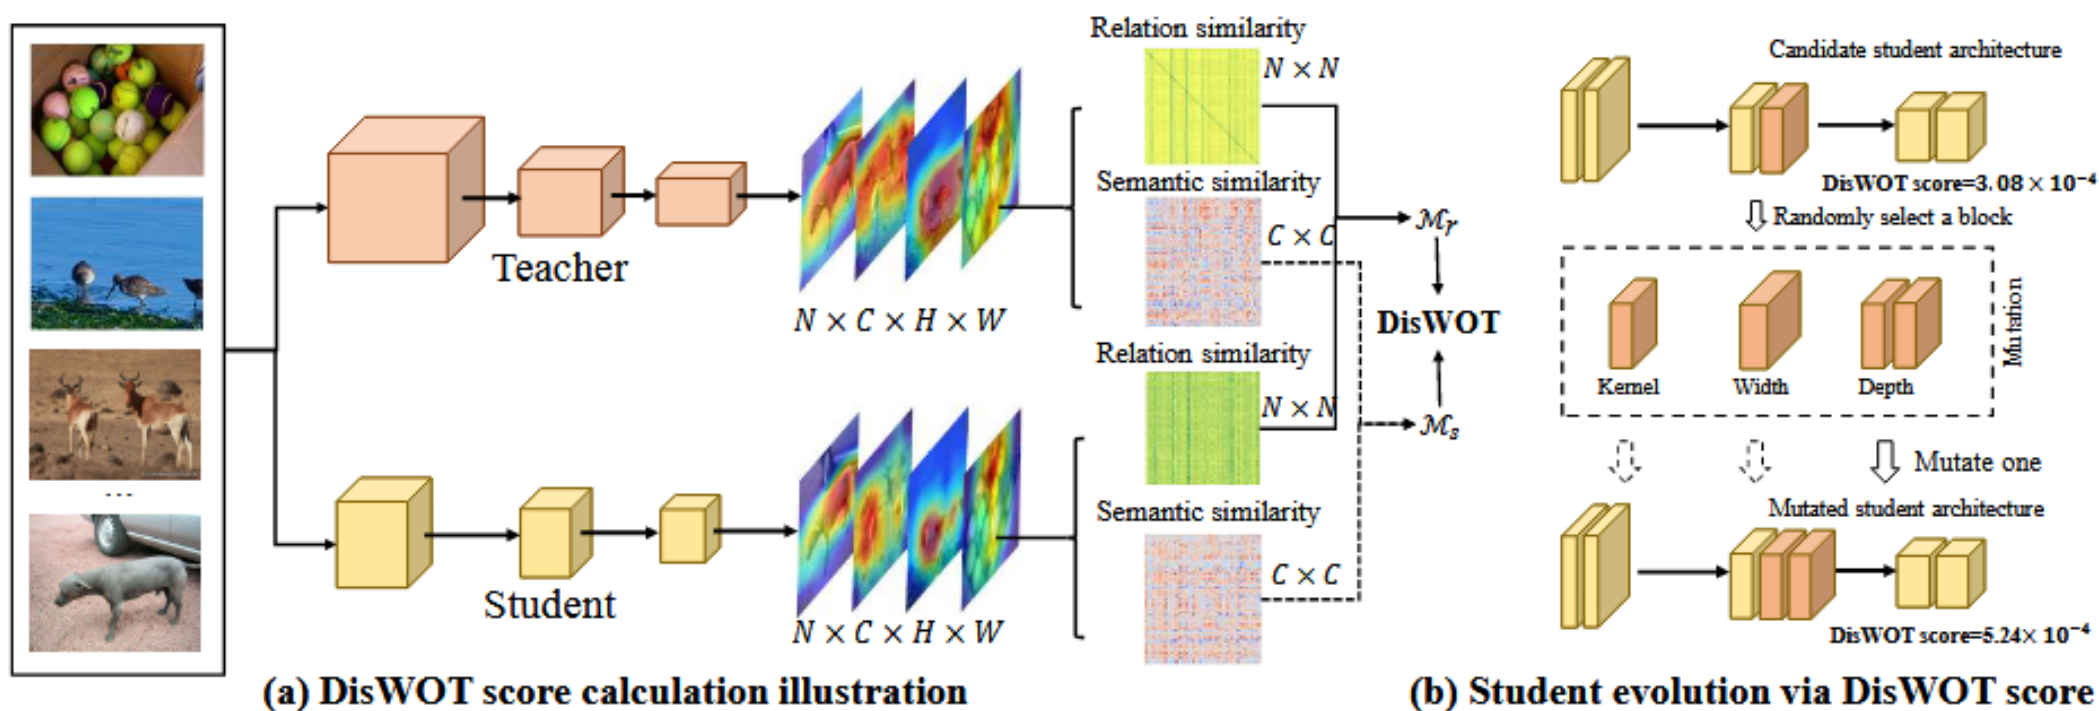 ...
Teacher
N × C × H × W
Student
N × C × H × W
Relation similarity
N × N
Semantic similarity
C × C
Relation similarity
N × N
Semantic similarity
C × C
ℳr
DisWOT
ℳs
(a) DisWOT score calculation illustration
Candidate student architecture
DisWOT score=3.08 × 10⁻⁴
Randomly select a block
Kernel
Width
Depth
Mutation
Mutate one
Mutated student architecture
DisWOT score=5.24× 10⁻⁴
(b) Student evolution via DisWOT score